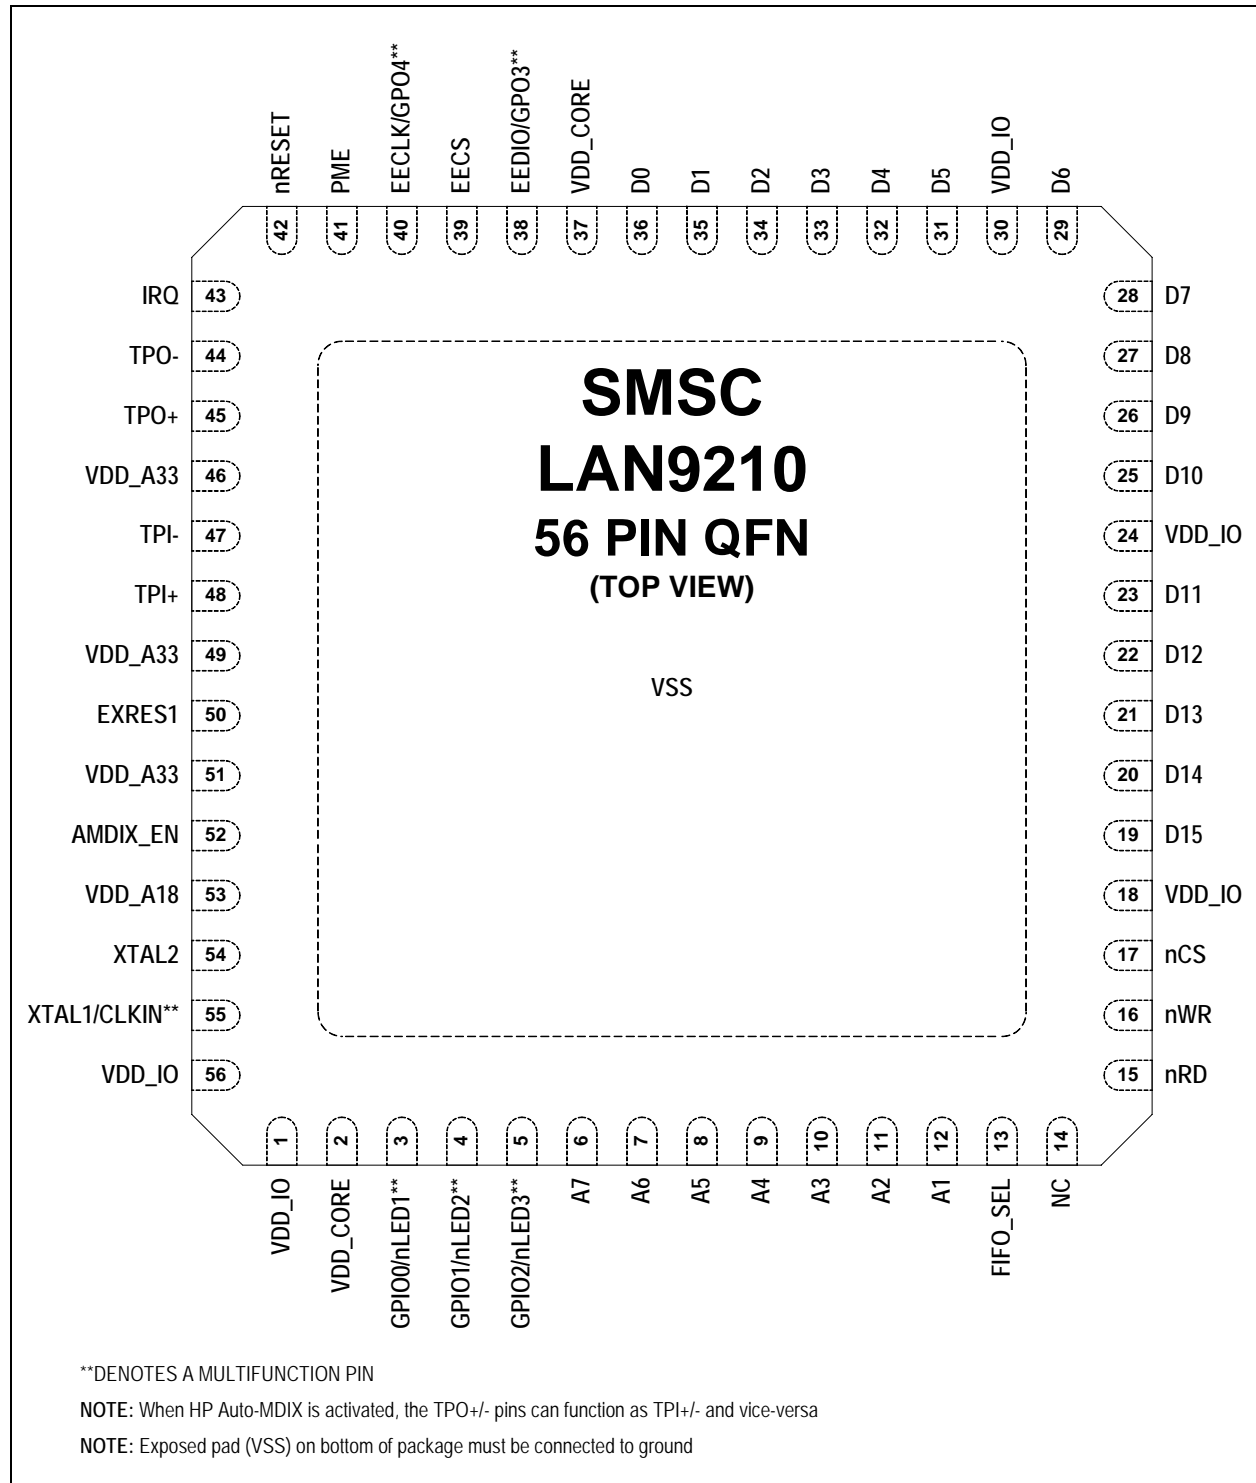 nRESET
PME
EECLK/GPO4**
EECS
EEDIO/GPO3**
VDD_CORE
D0
D1
D2
D3
D4
D5
VDD_IO
D6
42
41
40
39
38
37
36
35
34
33
32
31
30
29
IRQ 43
TPO- 44
TPO+ 45
VDD_A33 46
TPI- 47
TPI+ 48
VDD_A33 49
EXRES1 50
VDD_A33 51
AMDIX_EN 52
VDD_A18 53
XTAL2 54
XTAL1/CLKIN** 55
VDD_IO 56
SMSC
LAN9210
56 PIN QFN
(TOP VIEW)
VSS
28 D7
27 D8
26 D9
25 D10
24 VDD_IO
23 D11
22 D12
21 D13
20 D14
19 D15
18 VDD_IO
17 nCS
16 nWR
15 nRD
1
2
3
4
5
6
7
8
9
10
11
12
13
14
VDD_IO
VDD_CORE
GPIO0/nLED1**
GPIO1/nLED2**
GPIO2/nLED3**
A7
A6
A5
A4
A3
A2
A1
FIFO_SEL
NC
**DENOTES A MULTIFUNCTION PIN
NOTE: When HP Auto-MDIX is activated, the TPO+/- pins can function as TPI+/- and vice-versa
NOTE: Exposed pad (VSS) on bottom of package must be connected to ground